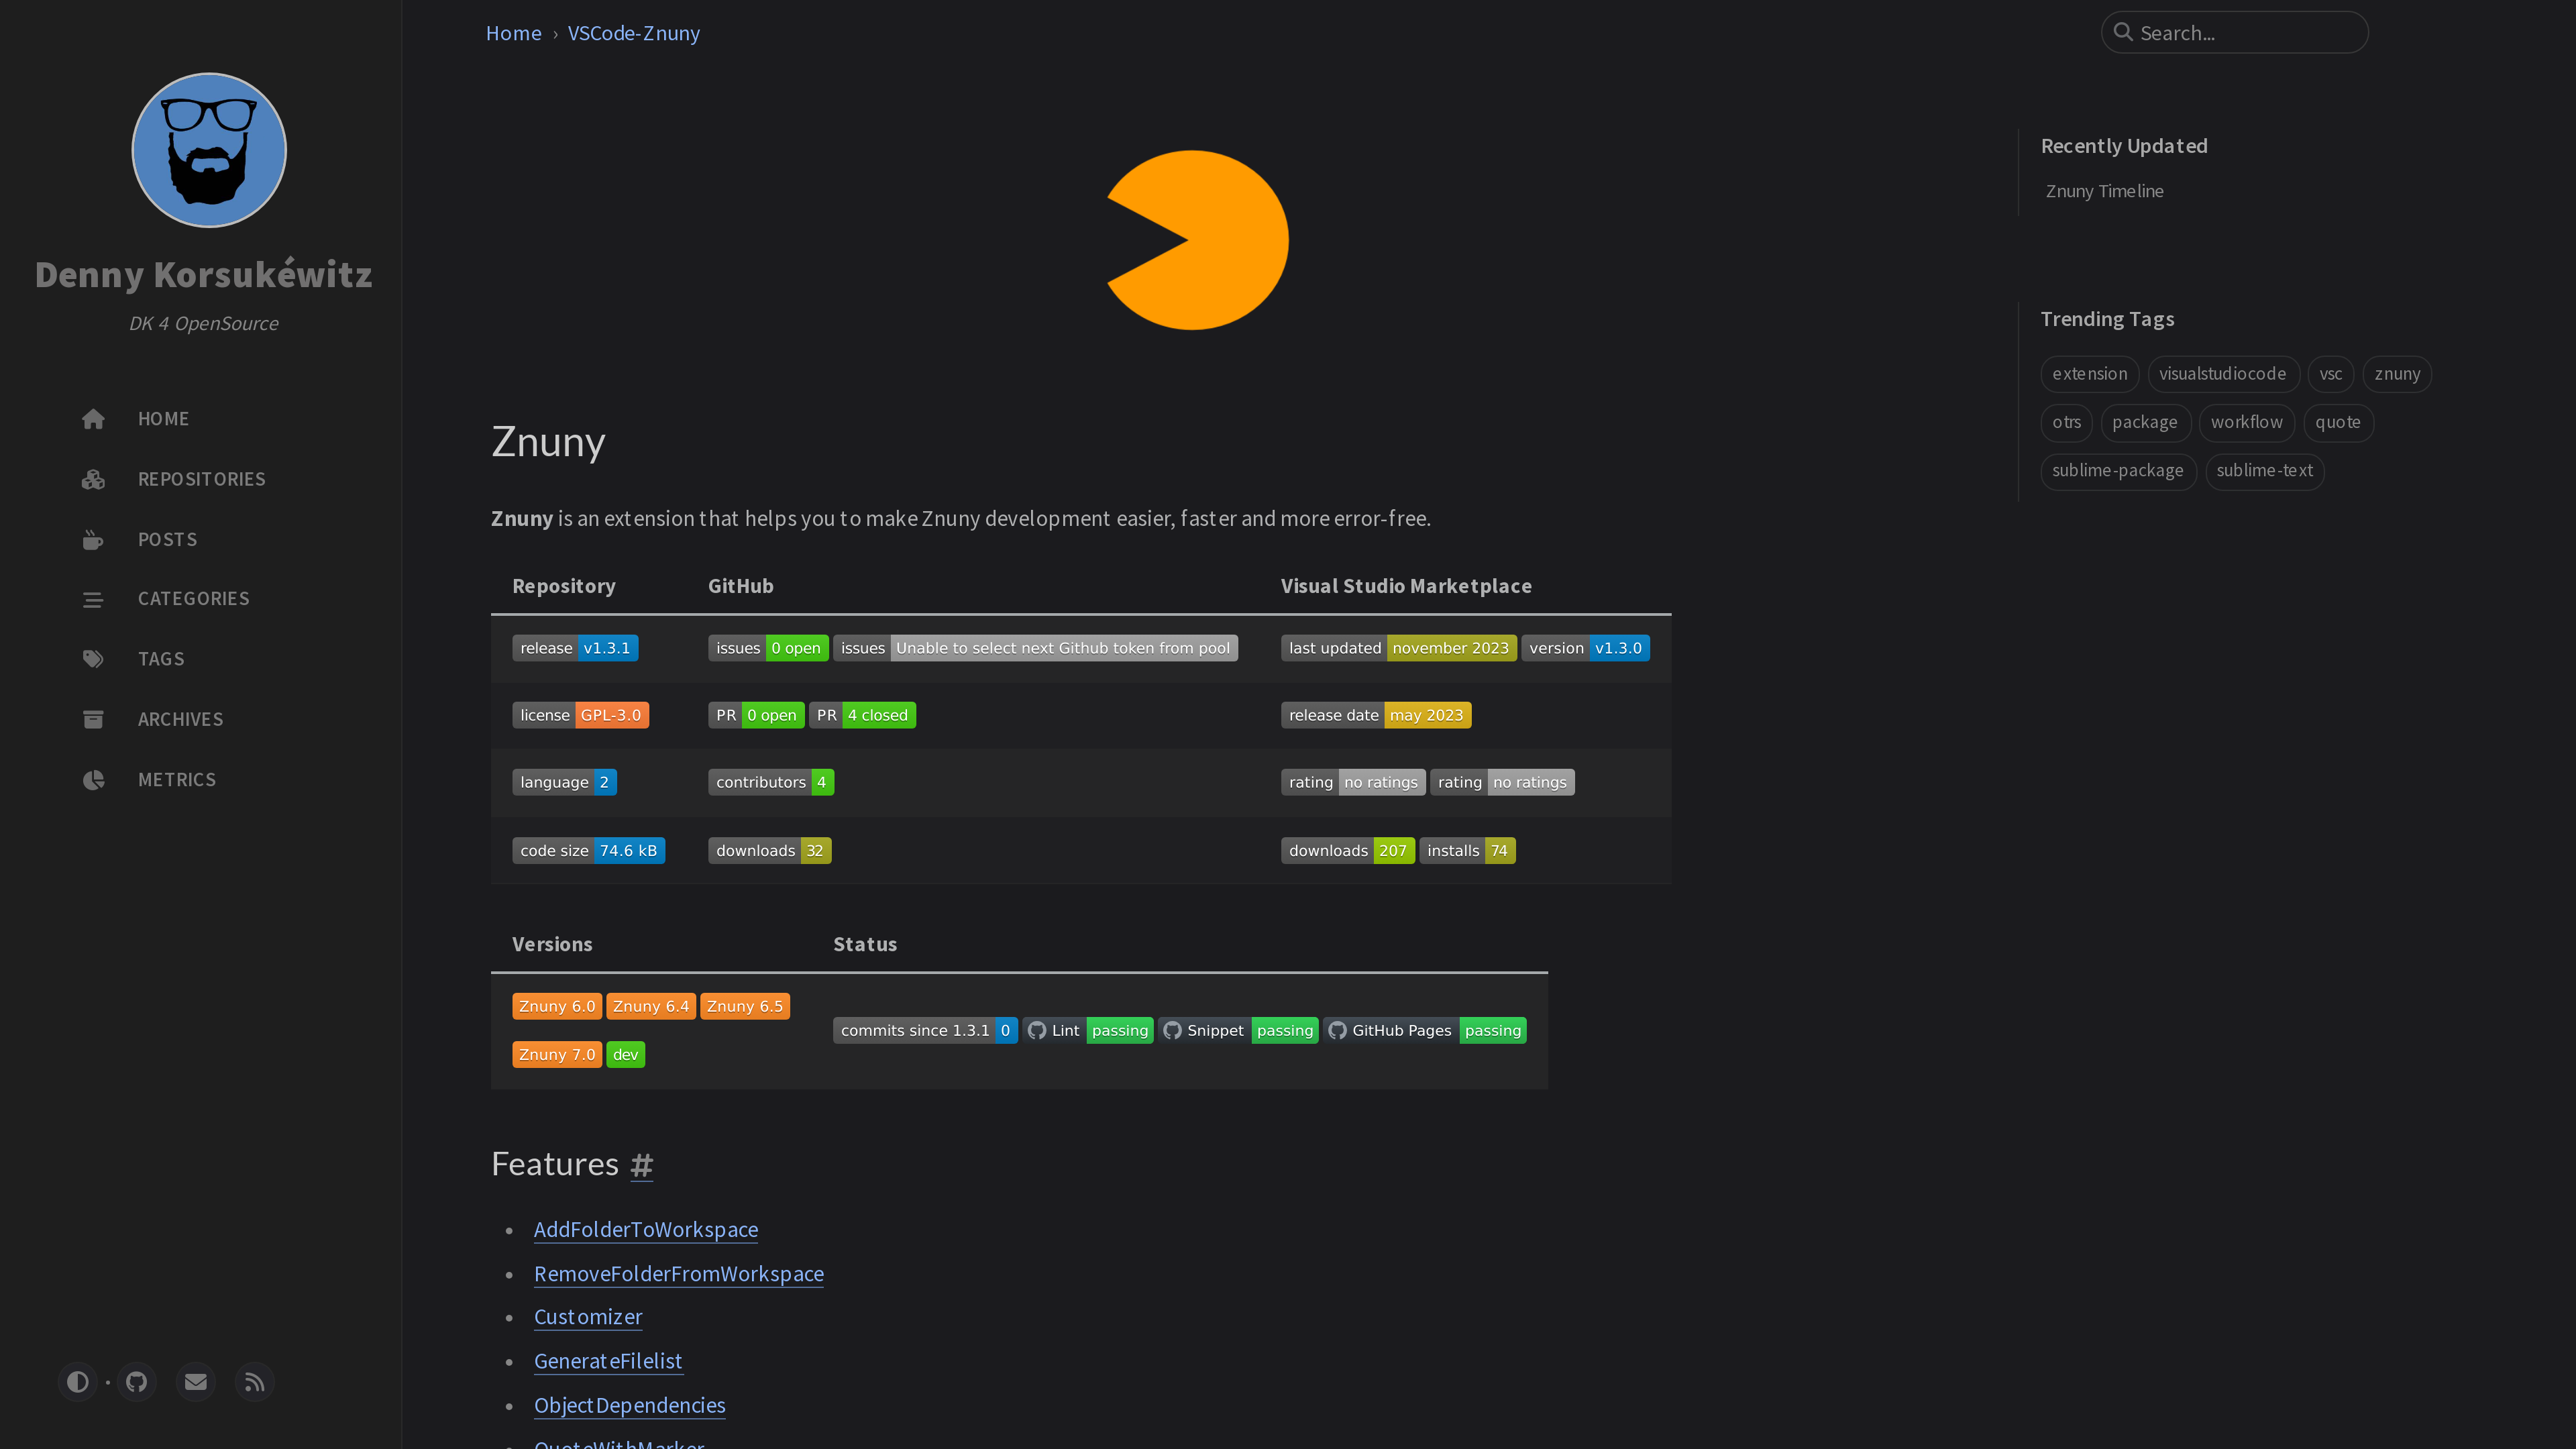 Denny Korsukéwitz
DK 4 OpenSource
HOME
REPOSITORIES
POSTS
CATEGORIES
TAGS
ARCHIVES
METRICS
Home › VSCode-Znuny
Search...
Znuny
Znuny is an extension that helps you to make Znuny development easier, faster and more error-free.
Repository GitHub Visual Studio Marketplace
release v1.3.1 issues 0 open issues Unable to select next Github token from pool last updated november 2023 version v1.3.0
license GPL-3.0 PR 0 open PR 4 closed release date may 2023
language 2 contributors 4 rating no ratings rating no ratings
code size 74.6 kB downloads 32 downloads 207 installs 74
Versions Status
Znuny 6.0 Znuny 6.4 Znuny 6.5
Znuny 7.0 dev
commits since 1.3.1 0 Lint passing Snippet passing GitHub Pages passing
Features #
AddFolderToWorkspace
RemoveFolderFromWorkspace
Customizer
GenerateFilelist
ObjectDependencies
QuoteWithMarker
Recently Updated
Znuny Timeline
Trending Tags
extension visualstudiocode vsc znuny
otrs package workflow quote
sublime-package sublime-text